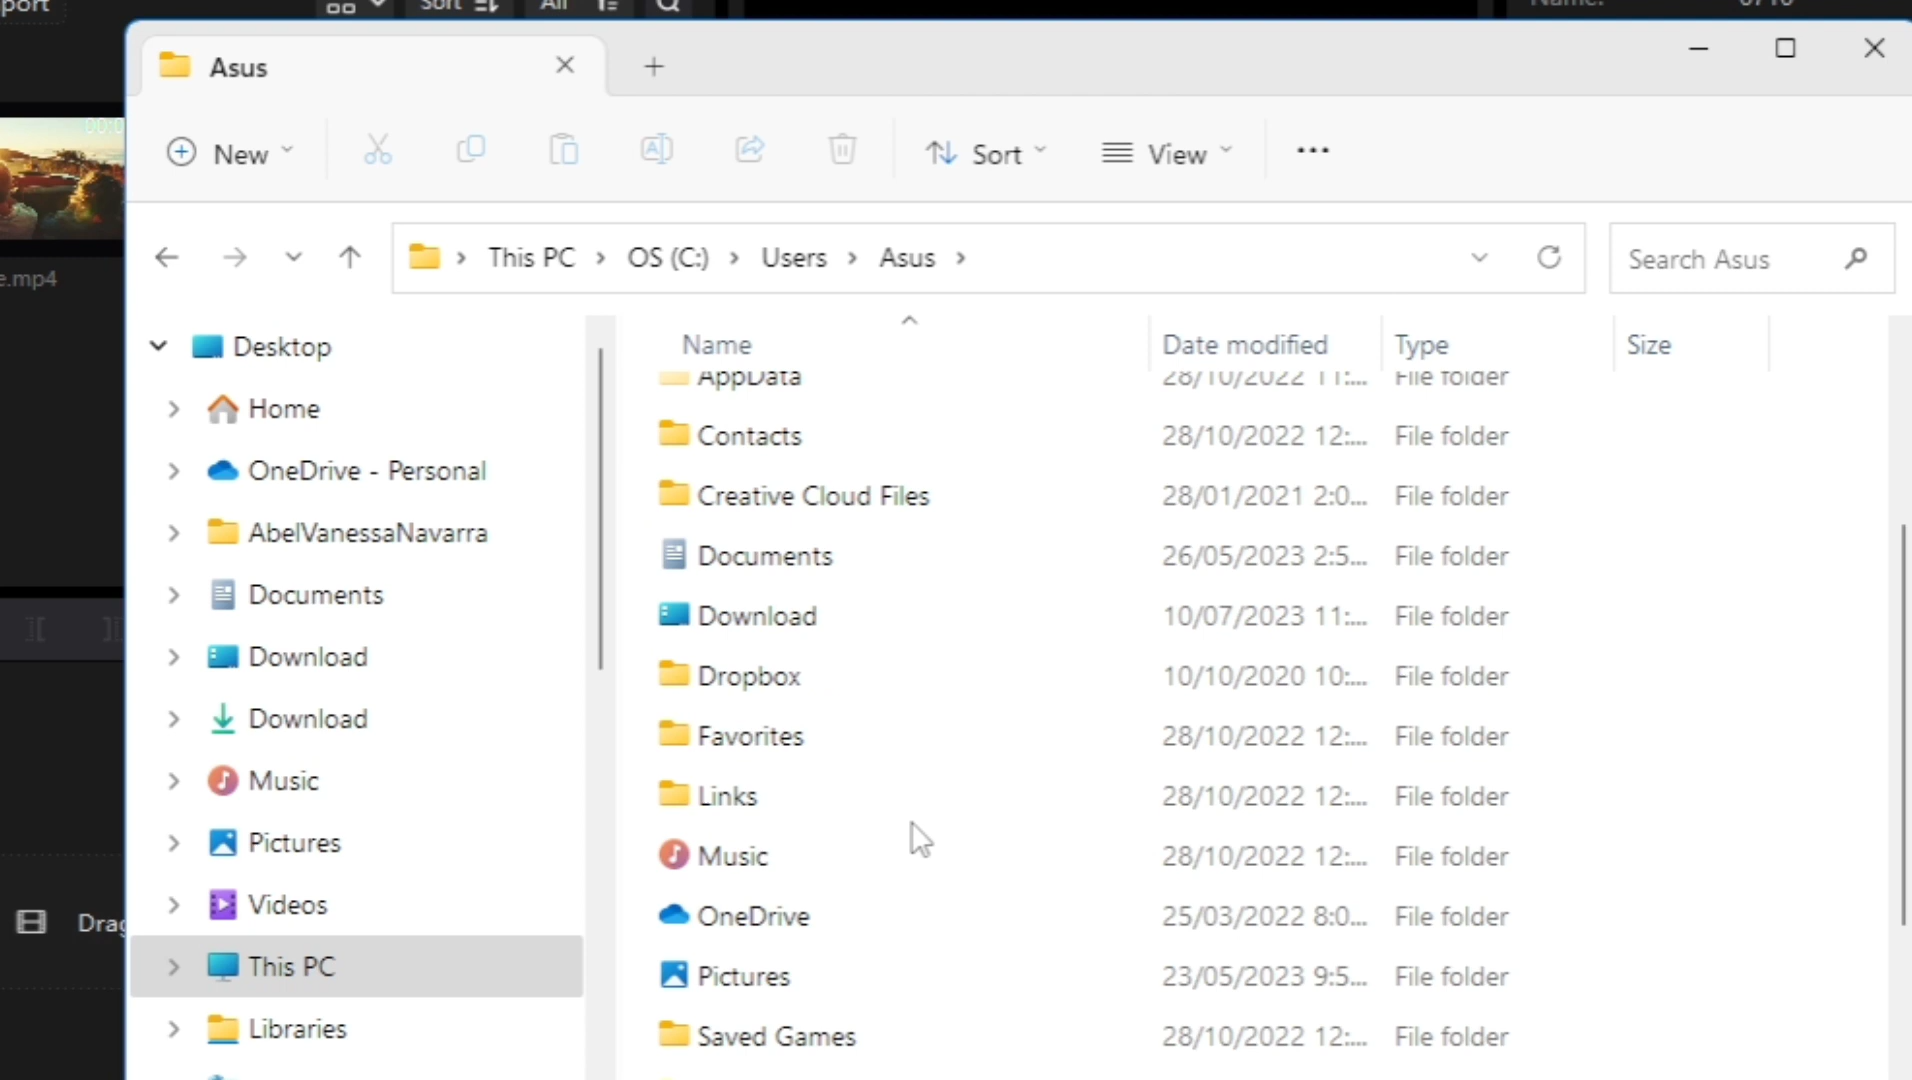 Sort
All
Asus
New
Sort
View
This PC
OS (C:)
Users
Asus
Search Asus
e.mp4
Desktop
Home
OneDrive - Personal
AbelVanessaNavarra
Documents
Download
Download
Music
Pictures
Videos
This PC
Libraries
Name Date modified Type Size
AppData 28/10/2022 11:... File folder
Contacts 28/10/2022 12:... File folder
Creative Cloud Files 28/01/2021 2:0... File folder
Documents 26/05/2023 2:5... File folder
Download 10/07/2023 11:... File folder
Dropbox 10/10/2020 10:... File folder
Favorites 28/10/2022 12:... File folder
Links 28/10/2022 12:... File folder
Music 28/10/2022 12:... File folder
OneDrive 25/03/2022 8:0... File folder
Pictures 23/05/2023 9:5... File folder
Saved Games 28/10/2022 12:... File folder
Drag